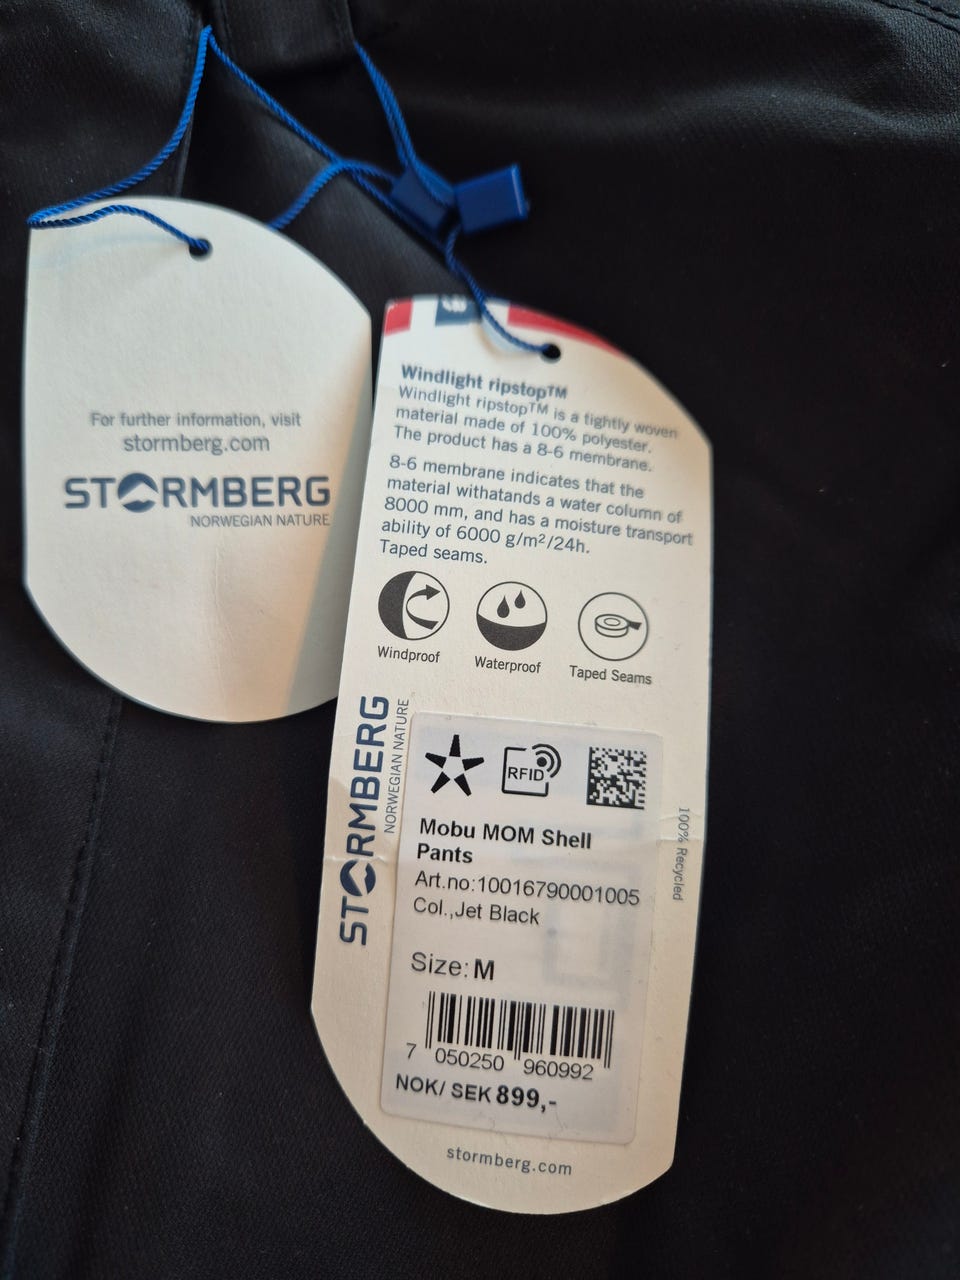 For further information, visit
stormberg.com
STORMBERG
NORWEGIAN NATURE
Windlight ripstop™
Windlight ripstop™ is a tightly woven
material made of 100% polyester.
The product has a 8-6 membrane.
8-6 membrane indicates that the
material withatands a water column of
8000 mm, and has a moisture transport
ability of 6000 g/m²/24h.
Taped seams.
Windproof
Waterproof
Taped Seams
STORMBERG
NORWEGIAN NATURE
RFID
Mobu MOM Shell
Pants
Art.no:10016790001005
Col.,Jet Black
Size: M
7 050250 960992
NOK/ SEK 899,-
100% Recycled
stormberg.com